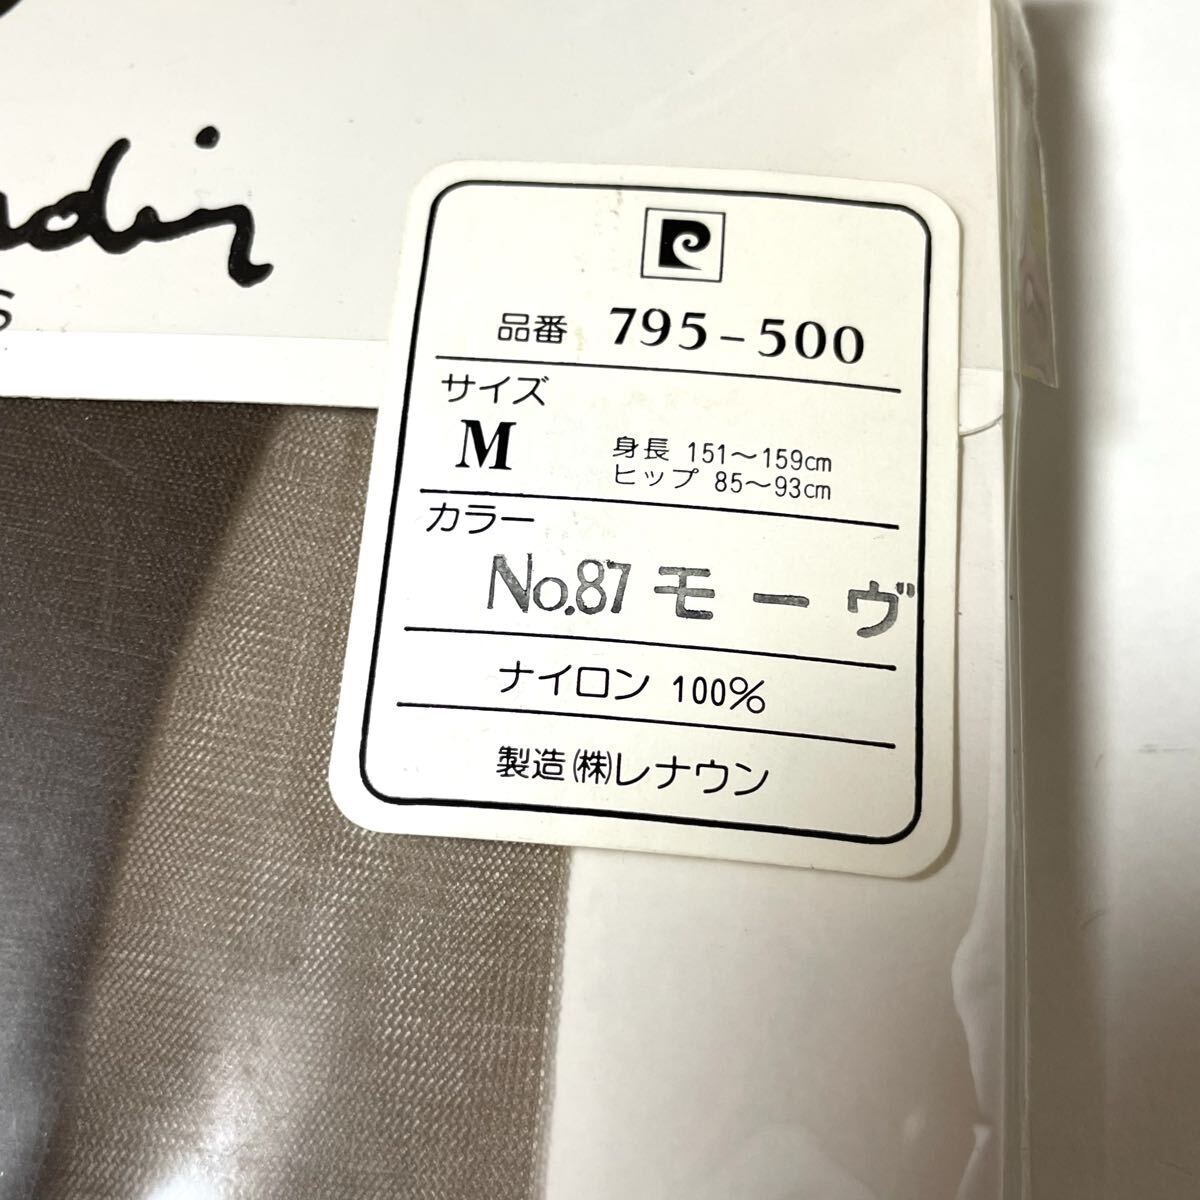 品番 795-500
サイズ
M
身長 151～159cm
ヒップ 85～93cm
カラー
No.87 モーヴ
ナイロン 100%
製造(株)レナウン